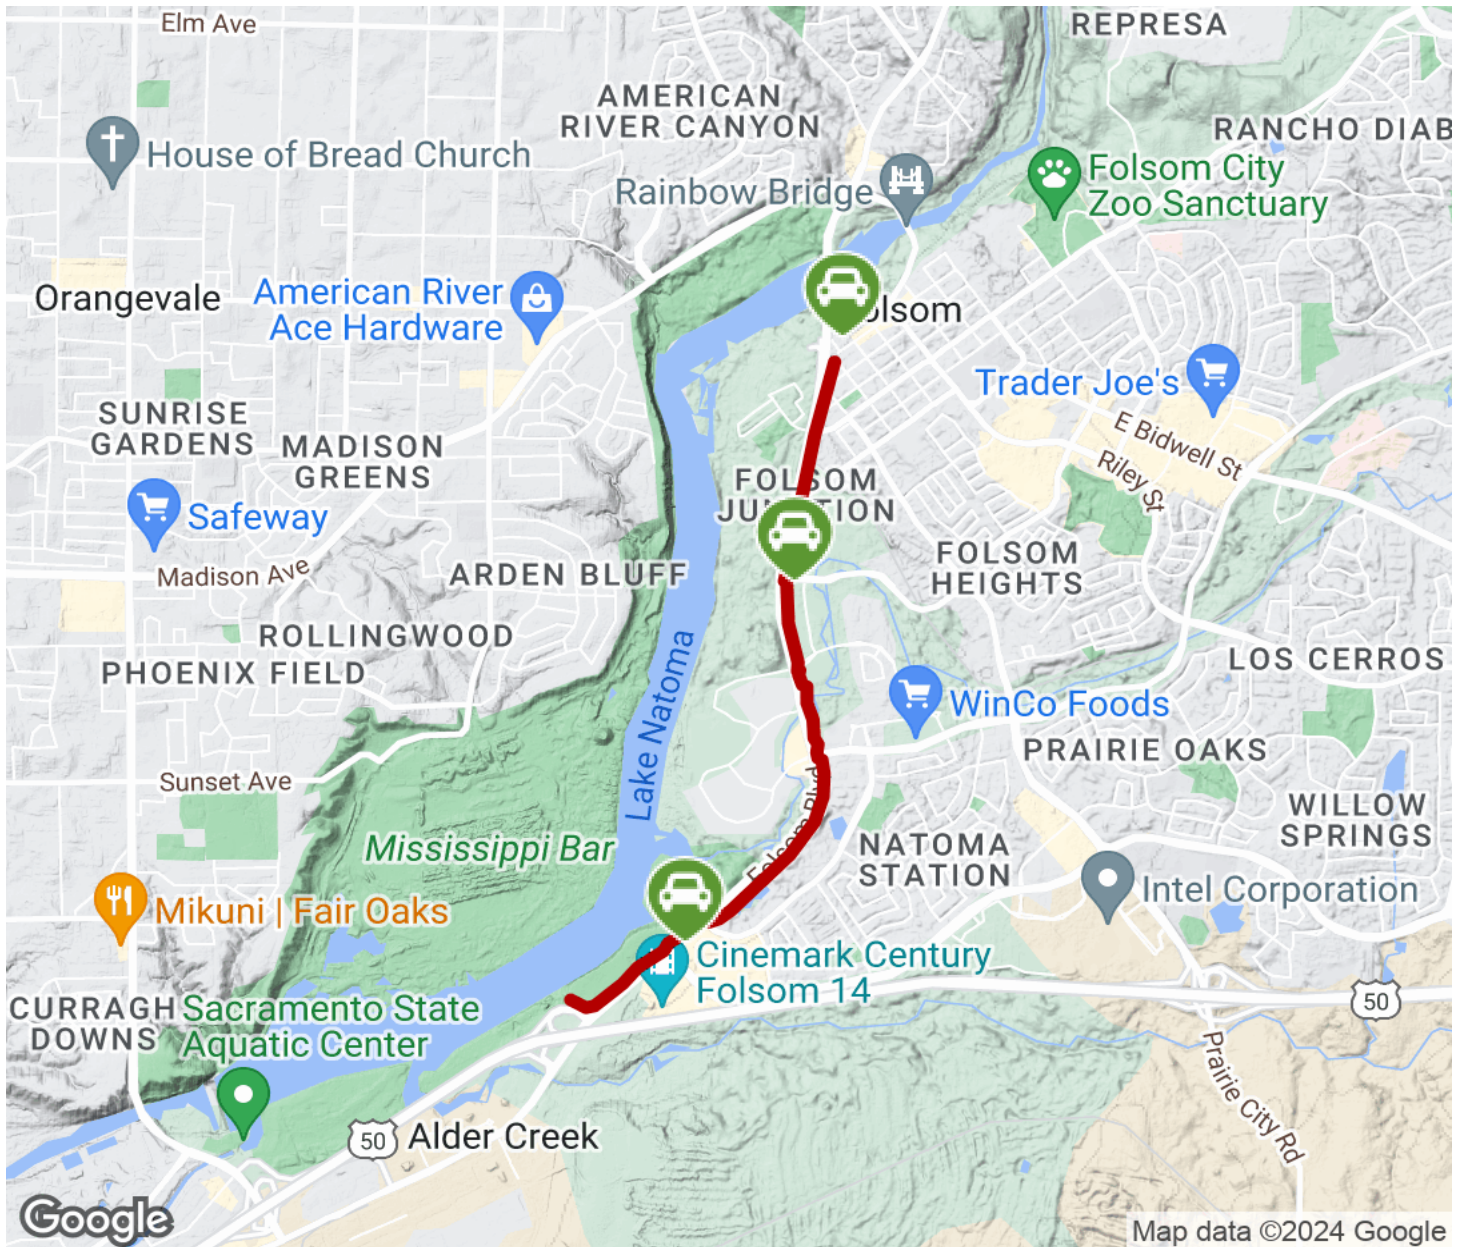 Elm Ave
REPRESA
AMERICAN
RIVER CANYON
RANCHO DIAB
House of Bread Church
Folsom City
Zoo Sanctuary
Rainbow Bridge
Orangevale
American River
Ace Hardware
olsom
Trader Joe's
SUNRISE
GARDENS
MADISON
GREENS
E Bidwell St
Riley St
FOLSOM
JUNCTION
Safeway
Madison Ave
ARDEN BLUFF
FOLSOM
HEIGHTS
ROLLINGWOOD
PHOENIX FIELD
LOS CERROS
Lake Natoma
WinCo Foods
PRAIRIE OAKS
Sunset Ave
Folsom Blvd
WILLOW
SPRINGS
Mississippi Bar
NATOMA
STATION
Intel Corporation
Mikuni | Fair Oaks
Cinemark Century
Folsom 14
50
CURRAGH
DOWNS
Sacramento State
Aquatic Center
Prairie City Rd
50
Alder Creek
Google
Map data ©2024 Google